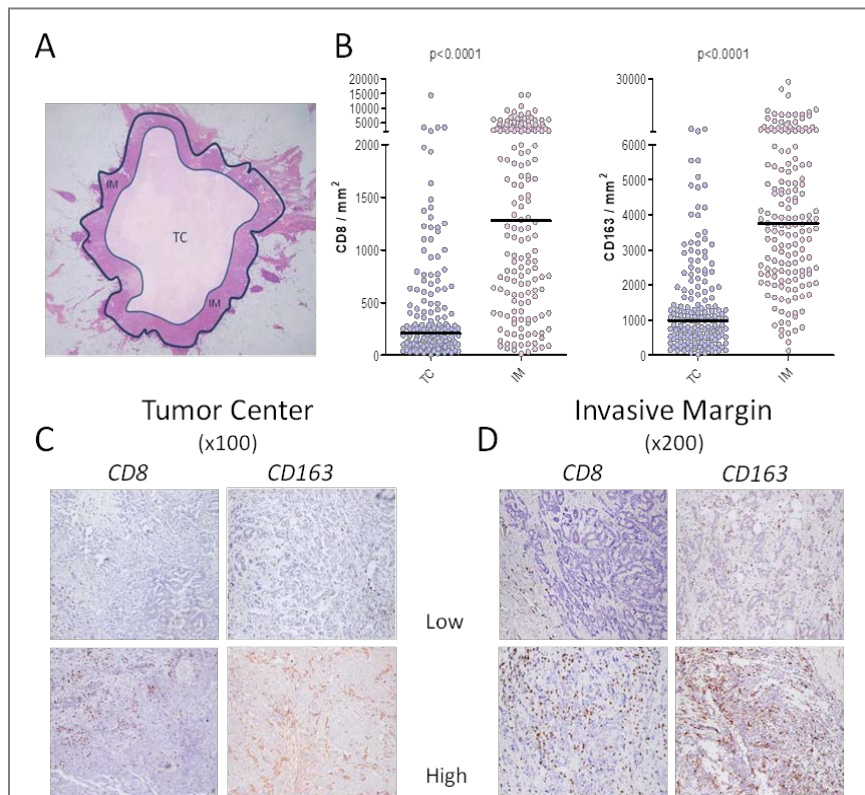 A
IM
TC
IM
B
p<0.0001
20000
15000
10000
5000
2000
1500
1000
500
0
CD8 / mm²
TC
IM
p<0.0001
30000
6000
5000
4000
3000
2000
1000
0
CD163 / mm²
TC
IM
Tumor Center
C
(x100)
CD8 CD163
Invasive Margin
D
(x200)
CD8 CD163
Low
High